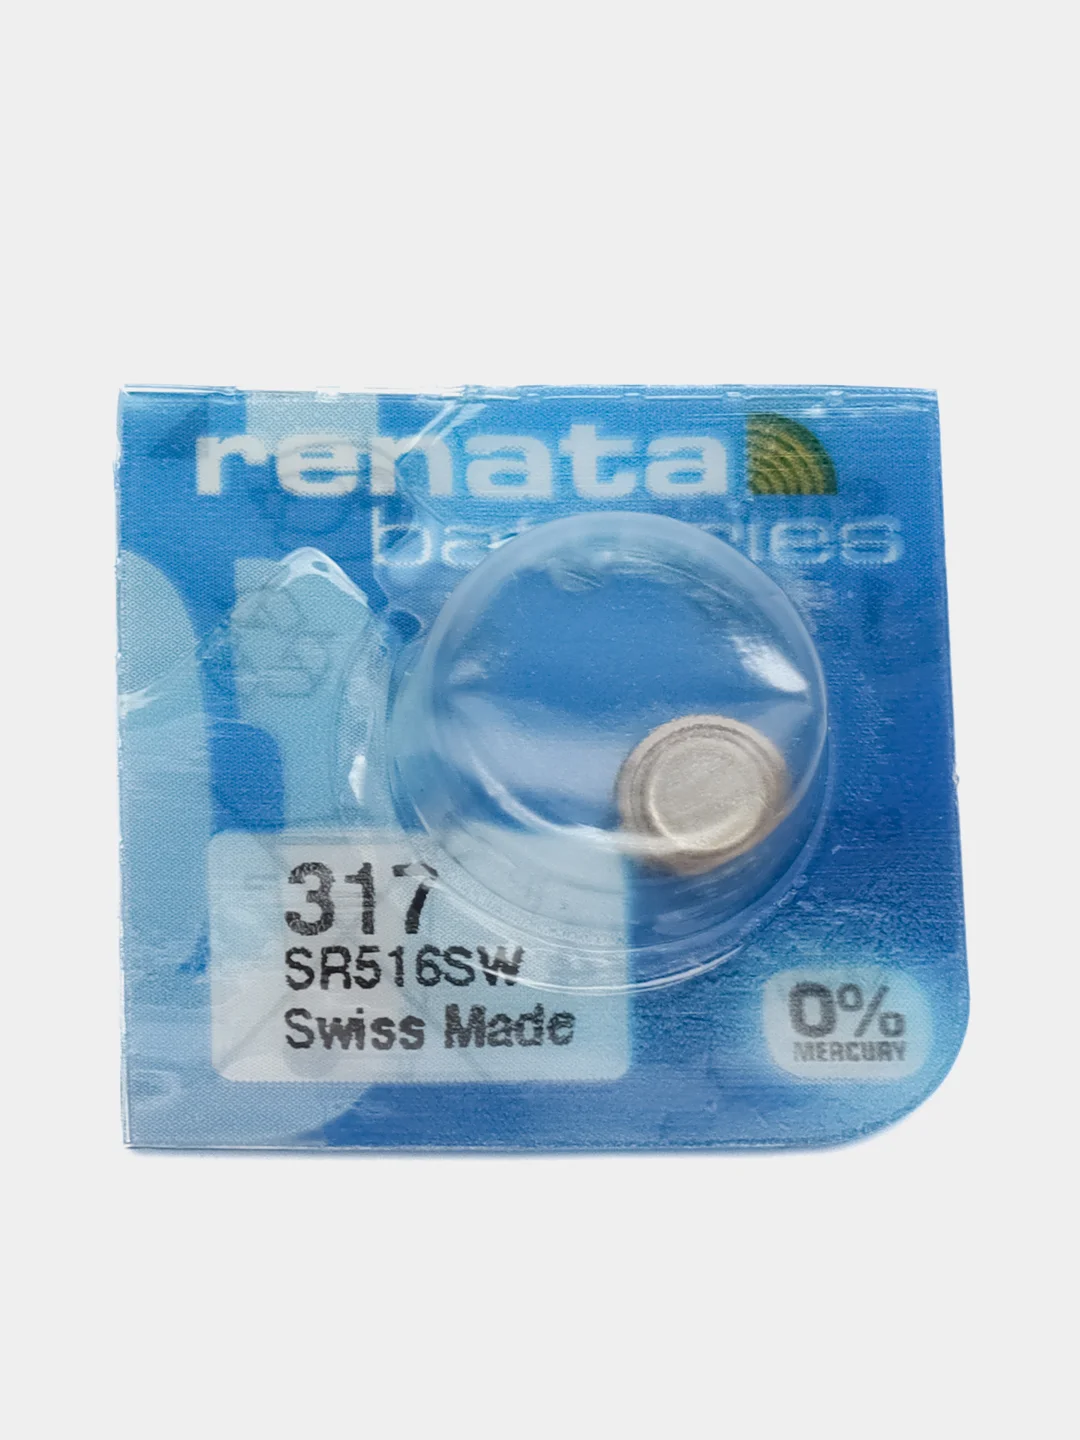 renata
batteries
317
SR516SW
Swiss Made
0%
MERCURY